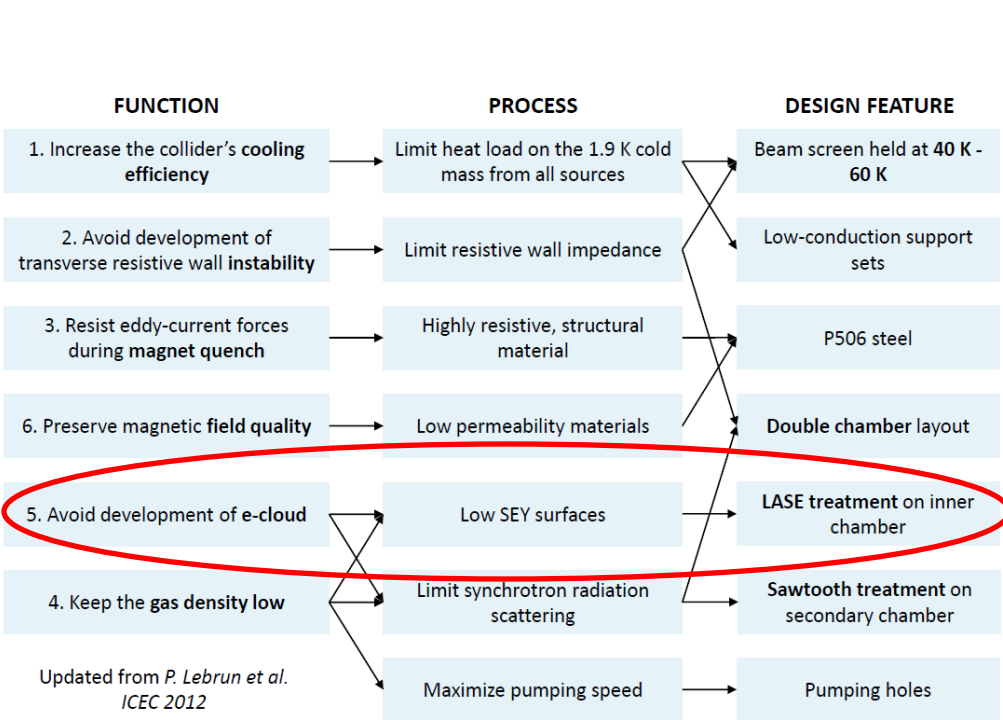 FUNCTION
PROCESS
DESIGN FEATURE
1. Increase the collider's cooling
efficiency
Limit heat load on the 1.9 K cold
mass from all sources
Beam screen held at 40 K -
60 K
2. Avoid development of
transverse resistive wall instability
Limit resistive wall impedance
Low-conduction support
sets
3. Resist eddy-current forces
during magnet quench
Highly resistive, structural
material
P506 steel
6. Preserve magnetic field quality
Low permeability materials
Double chamber layout
5. Avoid development of e-cloud
Low SEY surfaces
LASE treatment on inner
chamber
4. Keep the gas density low
Limit synchrotron radiation
scattering
Sawtooth treatment on
secondary chamber
Updated from P. Lebrun et al.
ICEC 2012
Maximize pumping speed
Pumping holes